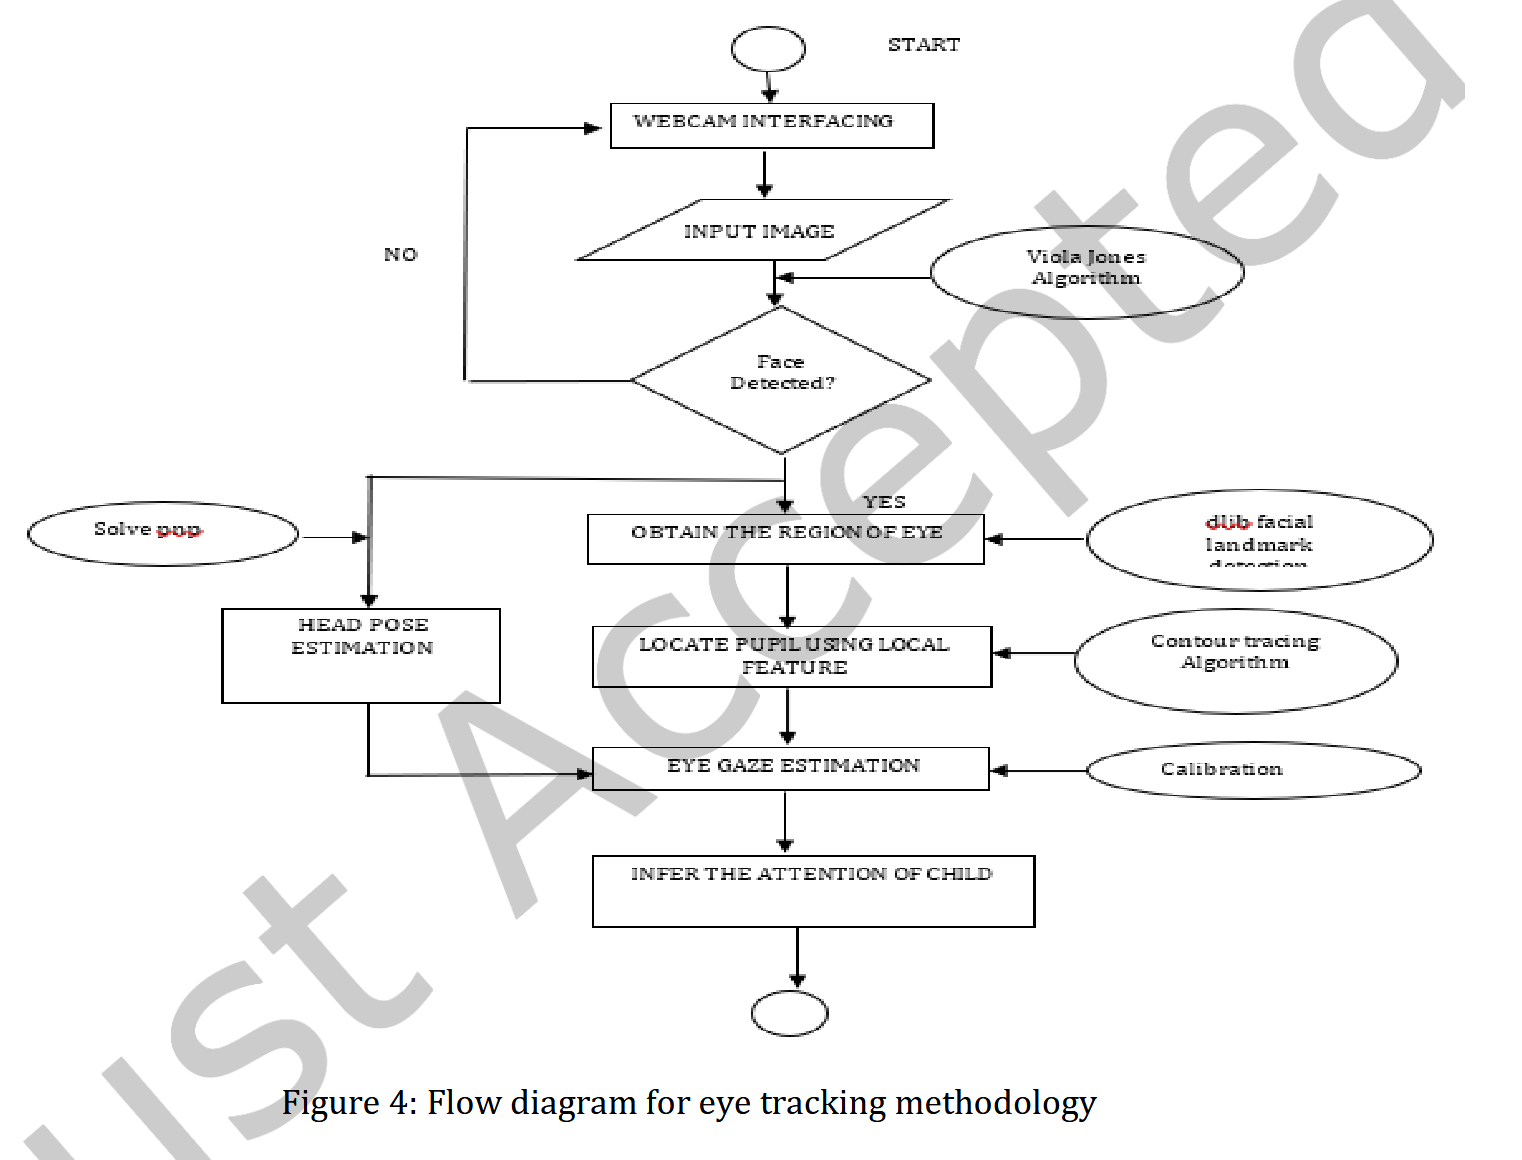 START
WEBCAM INTERFACING
INPUT IMAGE
NO
Viola Jones
Algorithm
Face
Detected?
YES
Solve pnp
OBTAIN THE REGION OF EYE
dlib facial
landmark
detection
HEAD POSE
ESTIMATION
LOCATE PUPIL USING LOCAL
FEATURE
Contour tracing
Algorithm
EYE GAZE ESTIMATION
Calibration
INFER THE ATTENTION OF CHILD
Figure 4: Flow diagram for eye tracking methodology
ust Accepted